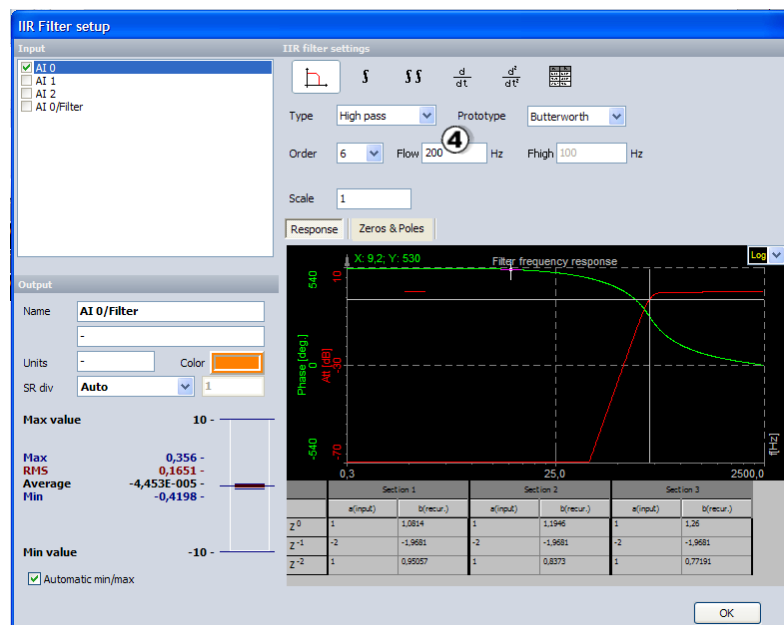 IIR Filter setup
Input
AI 0
AI 1
AI 2
AI 0/Filter
Output
Name AI 0/Filter
-
Units - Color
SR div Auto 1
Max value 10 -
Max 0,356 -
RMS 0,1651 -
Average -4,453E-005 -
Min -0,4198 -
Min value -10 -
Automatic min/max
IIR filter settings
∫ ∫∫ d/dt d²/dt²
Type High pass Prototype Butterworth
Order 6 Flow 200 Hz Fhigh 100 Hz
4
Scale 1
Response Zeros & Poles
X: 9,2; Y: 530 Filter frequency response Log
540 10
Phase [deg.] 0 Att [dB] -30
-540 -70
f[Hz]
0,3 25,0 2500,0
Section 1 Section 2 Section 3
a(input) b(recur.) a(input) b(recur.) a(input) b(recur.)
Z 0 1 1,0814 1 1,1946 1 1,26
Z -1 -2 -1,9681 -2 -1,9681 -2 -1,9681
Z -2 1 0,95057 1 0,8373 1 0,77191
OK